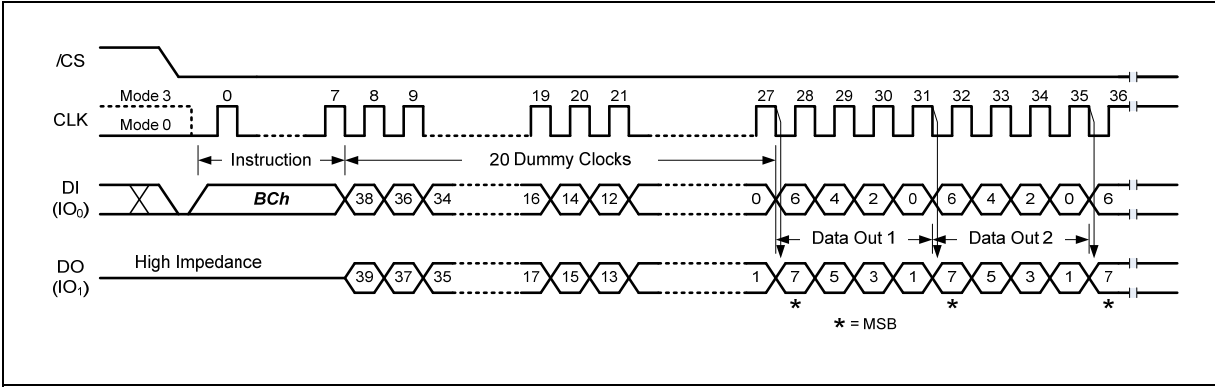 /CS
Mode 3
0 7 8 9 19 20 21 27 28 29 30 31 32 33 34 35 36
CLK
Mode 0
Instruction 20 Dummy Clocks
DI
(IO₀)
BCh 38 36 34 16 14 12 0 6 4 2 0 6 4 2 0 6
Data Out 1 Data Out 2
DO
(IO₁)
High Impedance
39 37 35 17 15 13 1 7 5 3 1 7 5 3 1 7
* * *
* = MSB